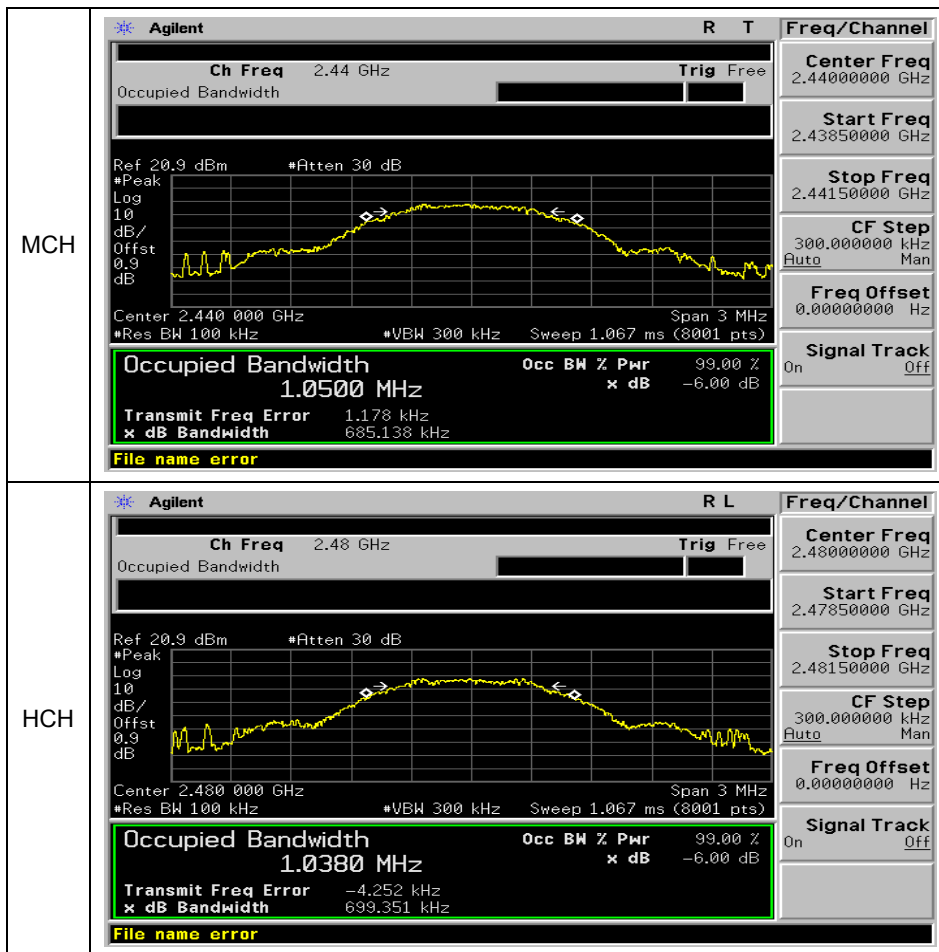 MCH
Agilent R T Freq/Channel
Ch Freq 2.44 GHz Trig Free
Occupied Bandwidth
Center Freq
2.44000000 GHz
Start Freq
2.43850000 GHz
Stop Freq
2.44150000 GHz
CF Step
300.000000 kHz
Auto Man
Freq Offset
0.00000000 Hz
Signal Track
On Off
Ref 20.9 dBm #Atten 30 dB
#Peak
Log
10
dB/
Offst
0.9
dB
Center 2.440 000 GHz Span 3 MHz
#Res BW 100 kHz #VBW 300 kHz Sweep 1.067 ms (8001 pts)
Occupied Bandwidth Occ BW % Pwr 99.00 %
1.0500 MHz x dB -6.00 dB
Transmit Freq Error 1.178 kHz
x dB Bandwidth 685.138 kHz
File name error
HCH
Agilent R L Freq/Channel
Ch Freq 2.48 GHz Trig Free
Occupied Bandwidth
Center Freq
2.48000000 GHz
Start Freq
2.47850000 GHz
Stop Freq
2.48150000 GHz
CF Step
300.000000 kHz
Auto Man
Freq Offset
0.00000000 Hz
Signal Track
On Off
Ref 20.9 dBm #Atten 30 dB
#Peak
Log
10
dB/
Offst
0.9
dB
Center 2.480 000 GHz Span 3 MHz
#Res BW 100 kHz #VBW 300 kHz Sweep 1.067 ms (8001 pts)
Occupied Bandwidth Occ BW % Pwr 99.00 %
1.0380 MHz x dB -6.00 dB
Transmit Freq Error -4.252 kHz
x dB Bandwidth 699.351 kHz
File name error